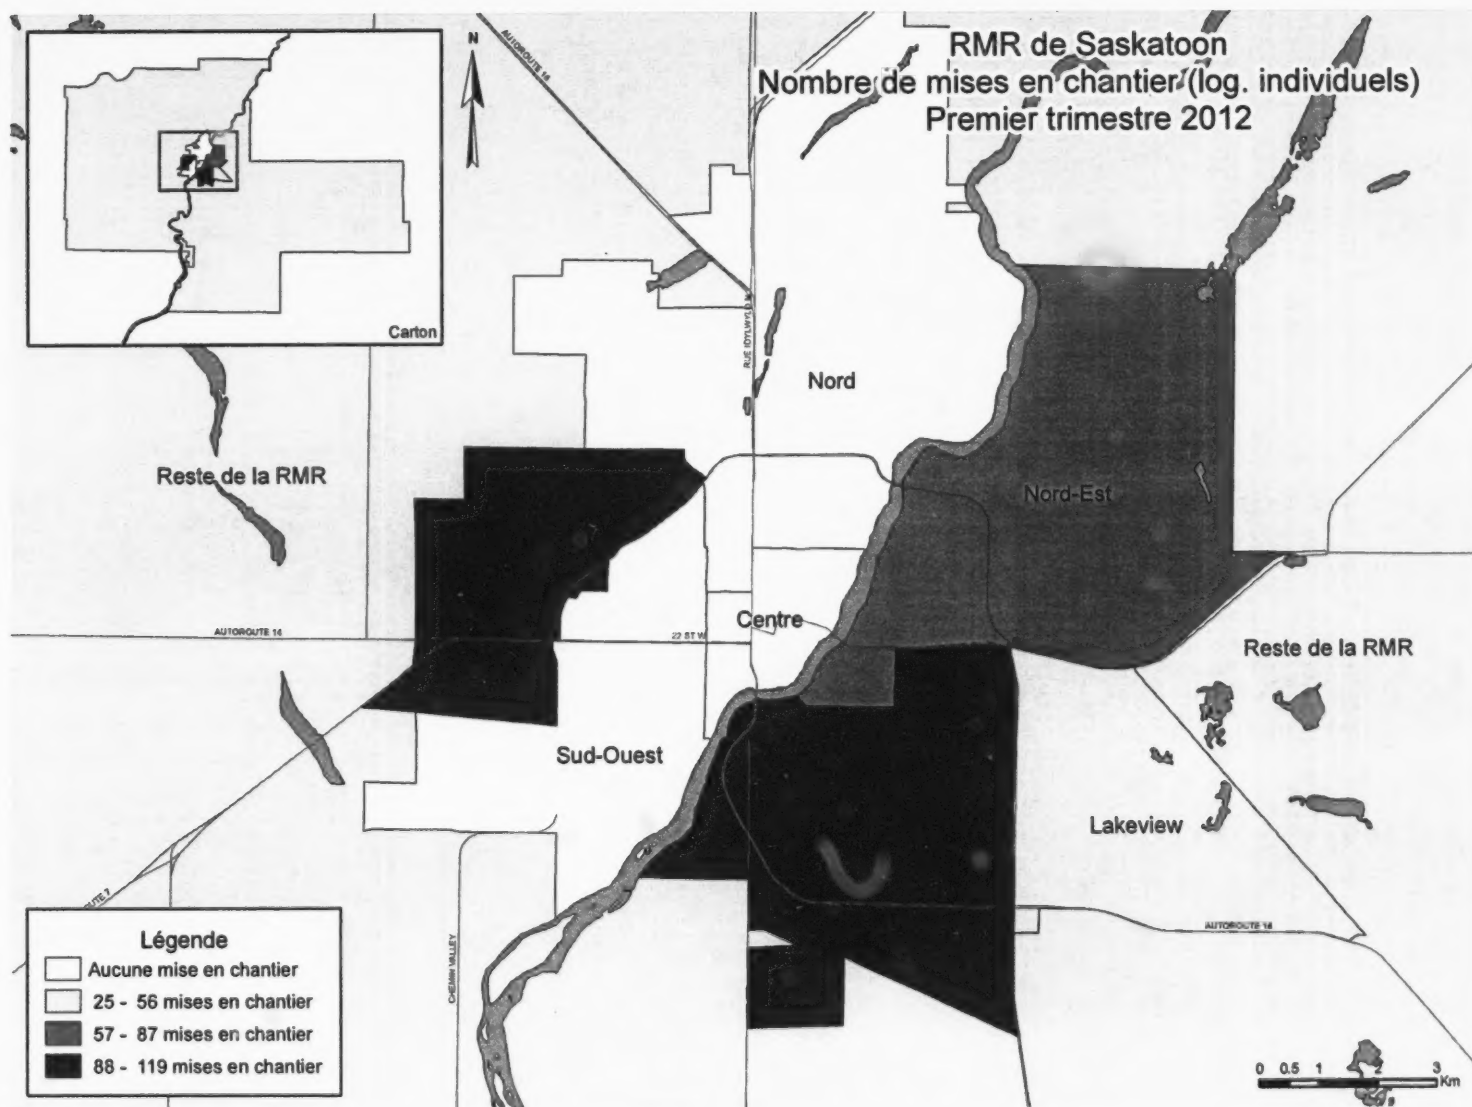 RMR de Saskatoon
Nombre de mises en chantier (log. individuels)
Premier trimestre 2012
N
AUTOROUTE 16
Carton
RUE IDYLWYLD N
Nord
Reste de la RMR
Nord-Est
AUTOROUTE 14
22 ST W
Centre
Reste de la RMR
Sud-Ouest
Lakeview
AUTOROUTE 16
CHEMIN VALLEY
Légende
Aucune mise en chantier
25 - 56 mises en chantier
57 - 87 mises en chantier
88 - 119 mises en chantier
0 0.5 1 2 3
Km